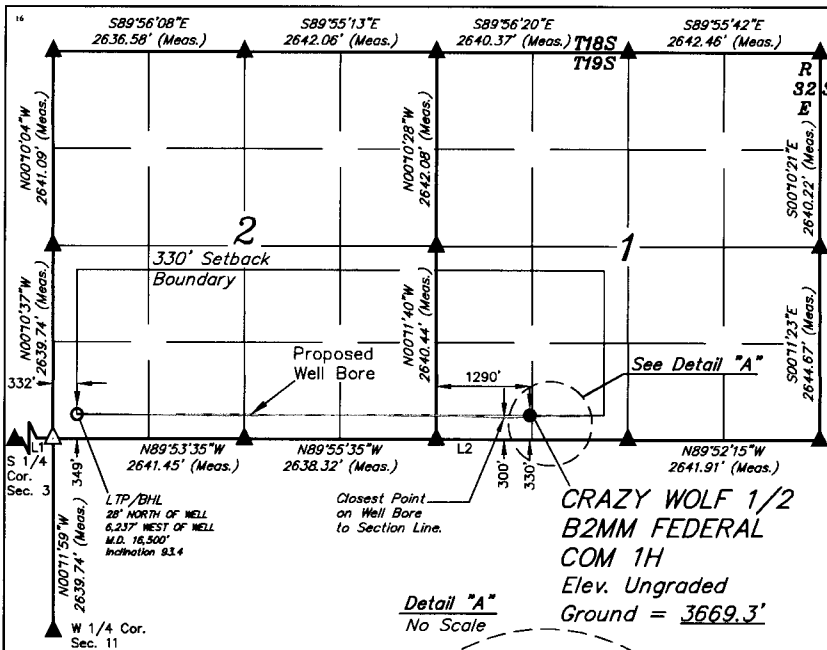 16
S89°56'08"E
2636.58' (Meas.)
S89°55'13"E
2642.06' (Meas.)
S89°56'20"E
2640.37' (Meas.)
S89°55'42"E
2642.46' (Meas.)
T18S
T19S
R
32
E
N00°10'04"W
2641.09' (Meas.)
N00°10'28"W
2642.08' (Meas.)
S00°10'21"E
2640.22' (Meas.)
2
1
330' Setback
Boundary
N00°10'37"W
2639.74' (Meas.)
N00°11'40"W
2640.44' (Meas.)
S00°11'23"E
2644.67' (Meas.)
332'
Proposed
Well Bore
1290'
See Detail "A"
L1
S 1/4
Cor.
Sec. 3
349'
N89°53'35"W
2641.45' (Meas.)
N89°55'35"W
2638.32' (Meas.)
L2
300'
330'
N89°52'15"W
2641.91' (Meas.)
LTP/BHL
28' NORTH OF WELL
6,237' WEST OF WELL
M.D. 16,500'
Inclination 93.4
Closest Point
on Well Bore
to Section Line.
CRAZY WOLF 1/2
B2MM FEDERAL
COM 1H
Elev. Ungraded
Ground = 3669.3'
N00°11'59"W
2639.74' (Meas.)
W 1/4 Cor.
Sec. 11
Detail "A"
No Scale